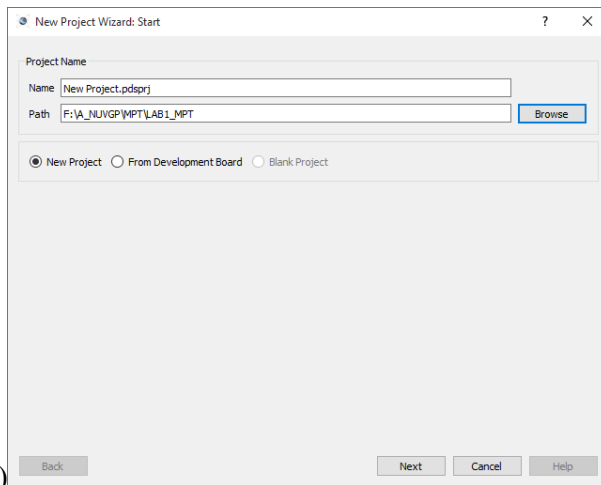 New Project Wizard: Start ? ×
Project Name
Name New Project.pdsprj
Path F:\A_NUVGP\MPT\LAB1_MPT Browse
New Project From Development Board Blank Project
) Back Next Cancel Help